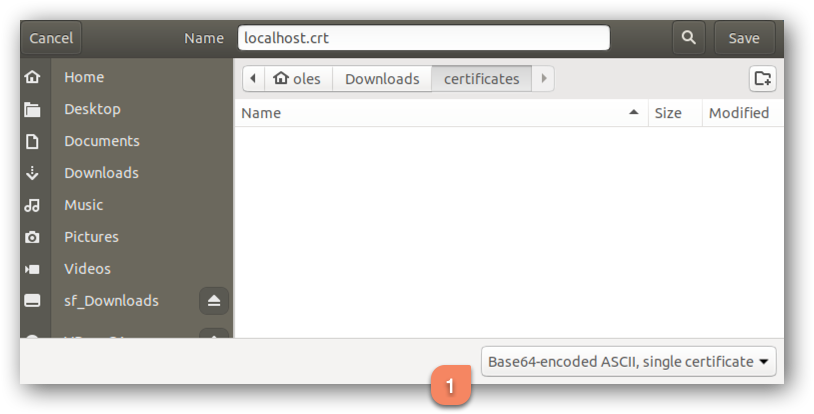 Cancel Name localhost.crt Save
Home
Desktop
Documents
Downloads
Music
Pictures
Videos
sf_Downloads
oles Downloads certificates
Name Size Modified
Base64-encoded ASCII, single certificate
1